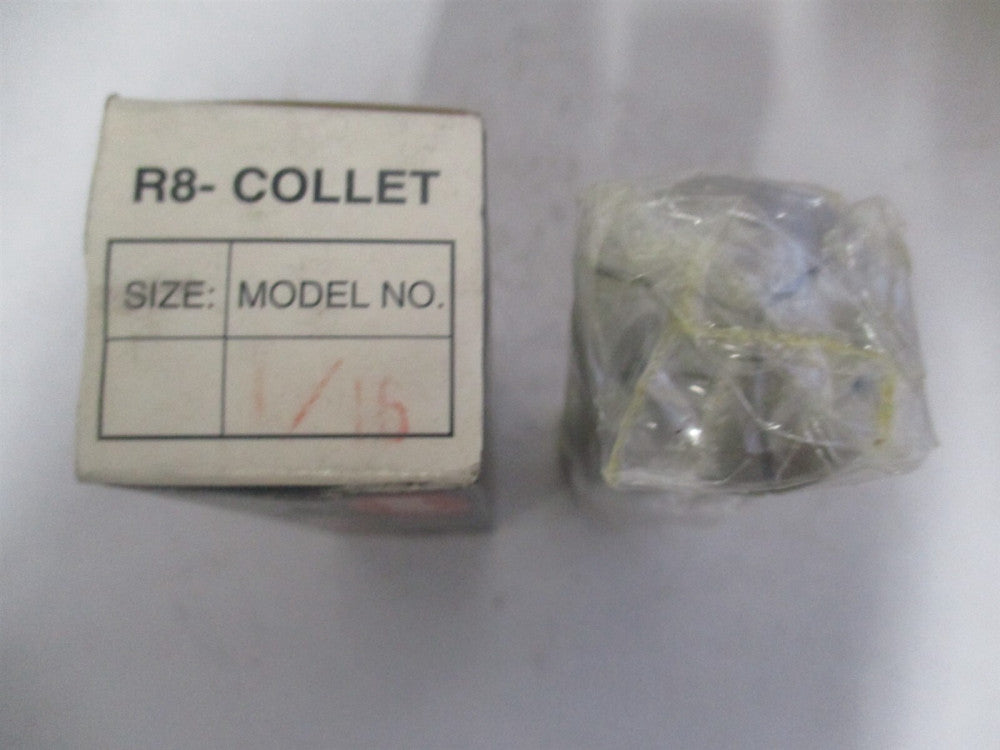 R8- COLLET
SIZE: MODEL NO.
1/16